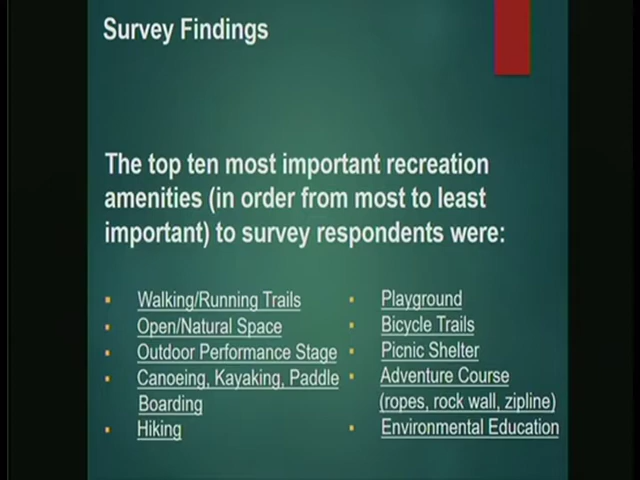 Survey Findings
The top ten most important recreation
amenities (in order from most to least
important) to survey respondents were:
Walking/Running Trails
Open/Natural Space
Outdoor Performance Stage
Canoeing, Kayaking, Paddle
Boarding
Hiking
Playground
Bicycle Trails
Picnic Shelter
Adventure Course
(ropes, rock wall, zipline)
Environmental Education